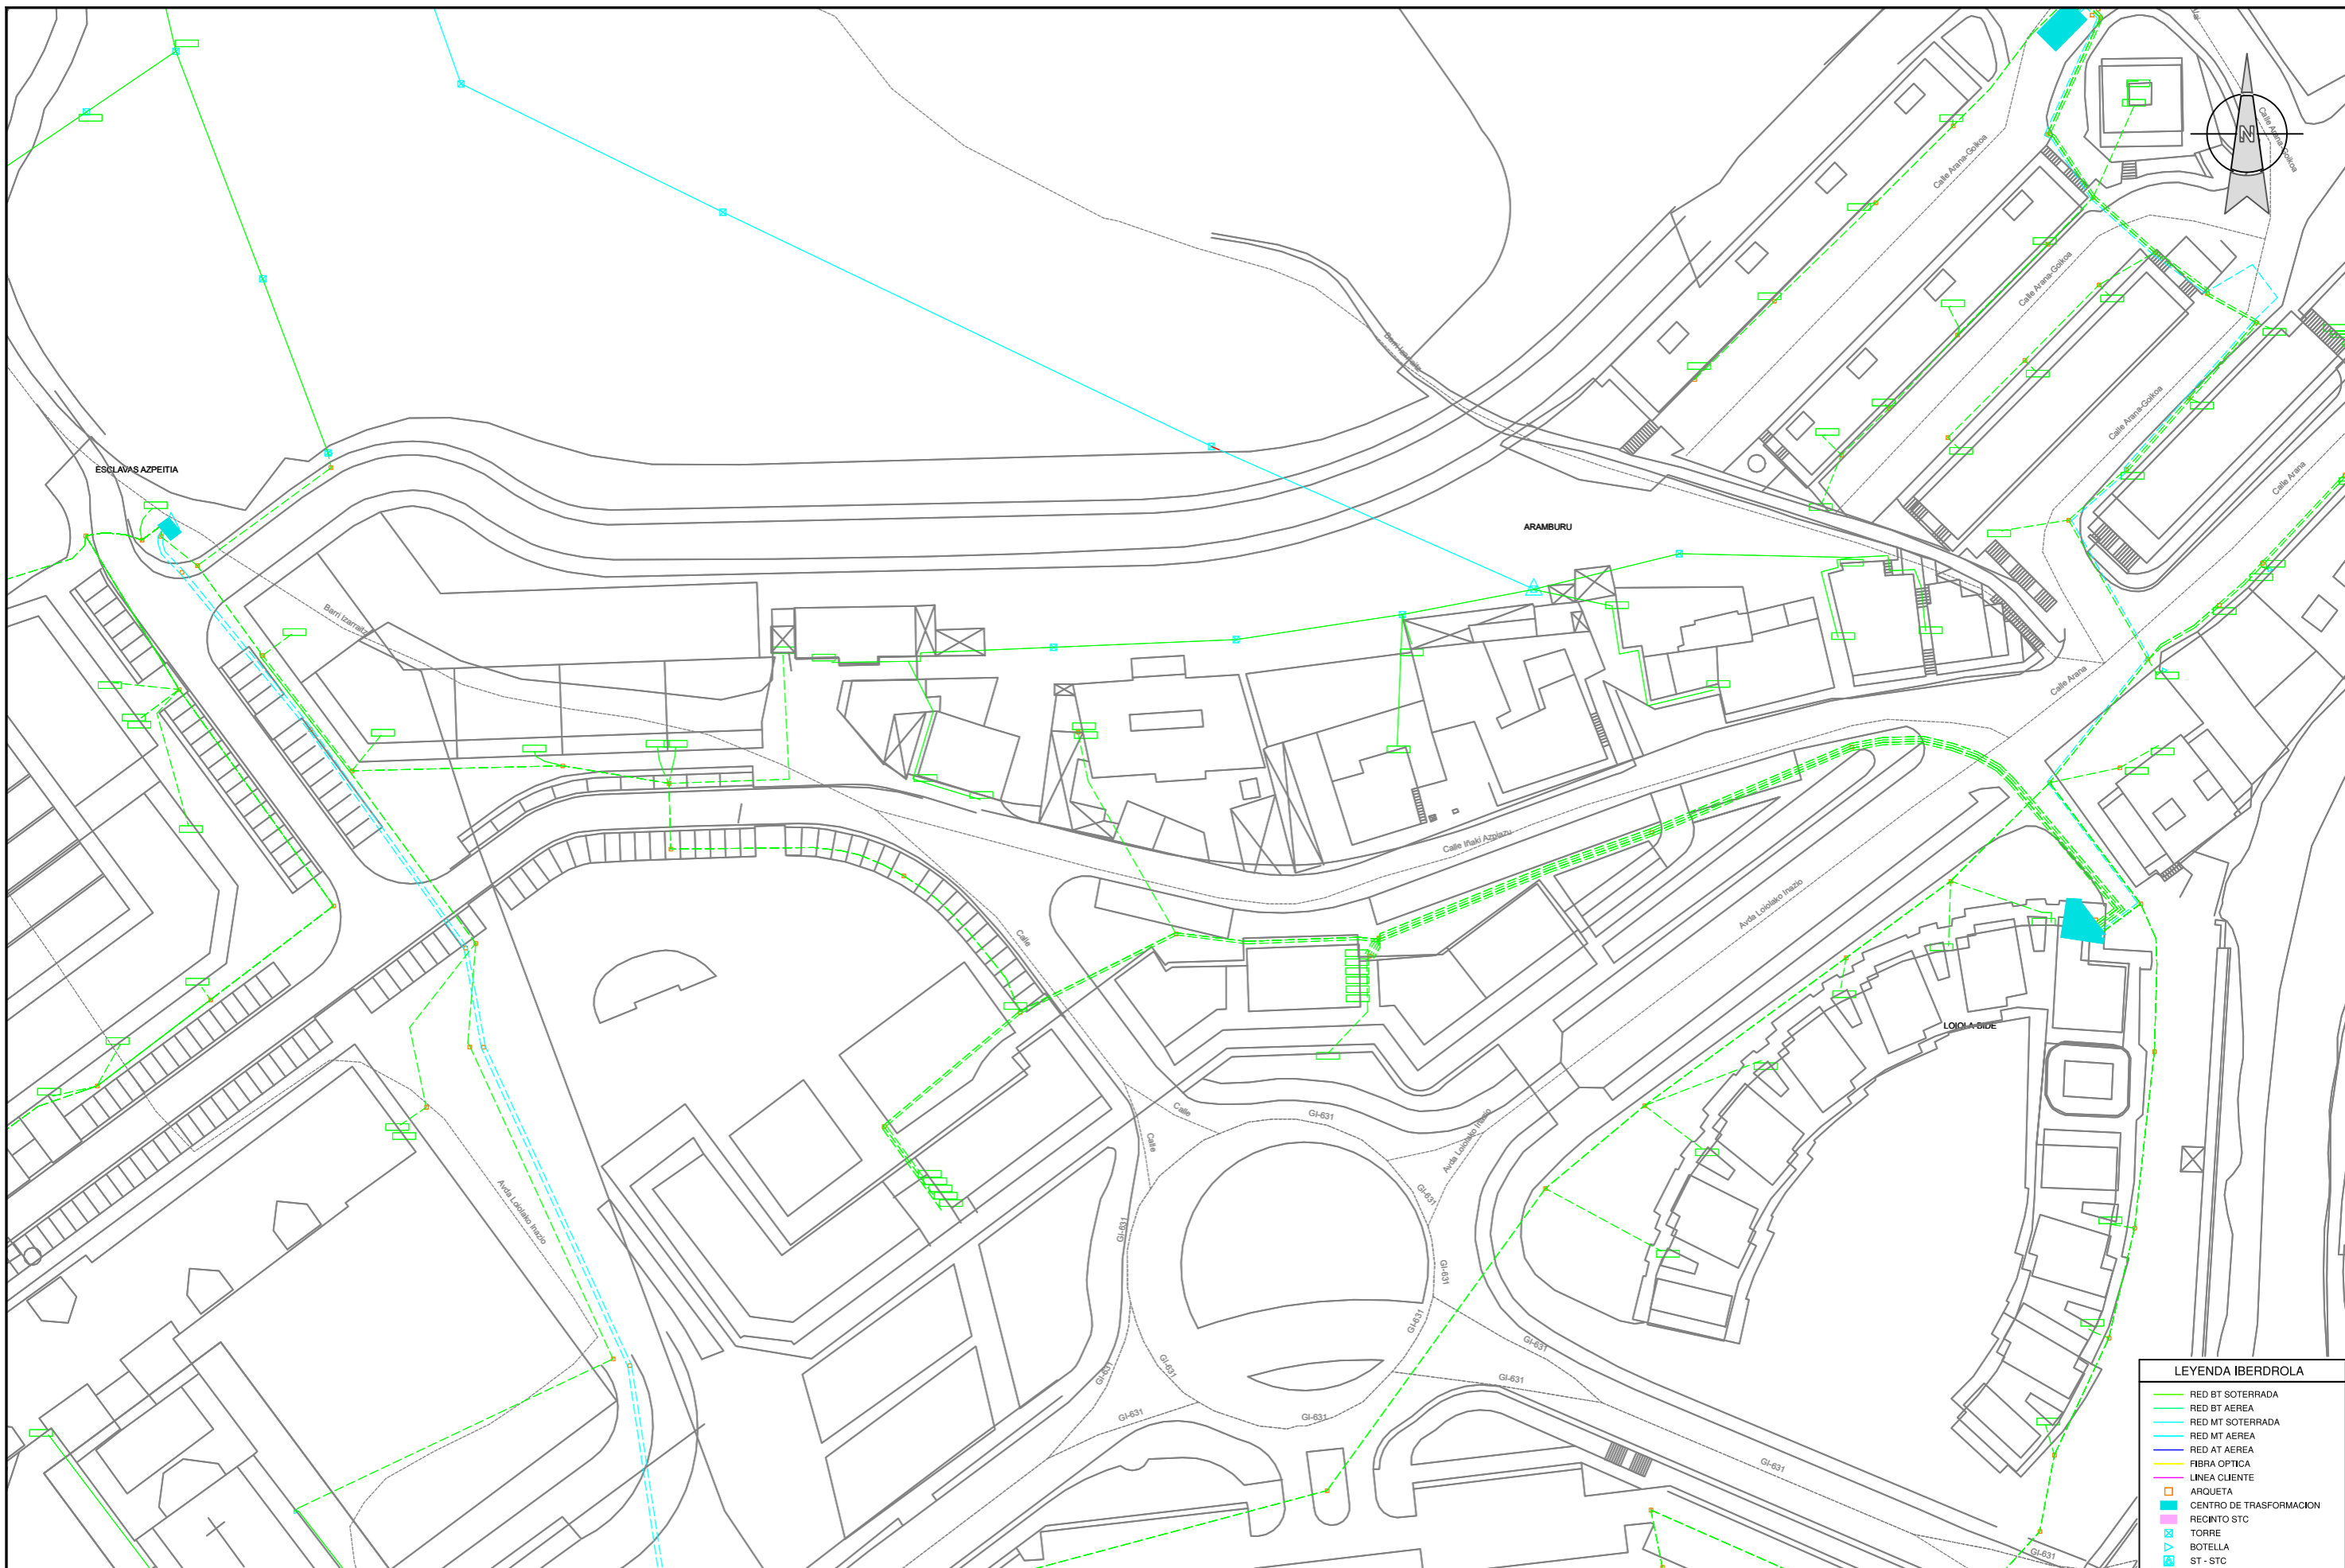 Calle Arana-Goikoa
N
Calle Arana-Goikoa
Calle Arana-Goikoa
Calle Arana-Goikoa
Calle Arana
ESCLAVAS AZPEITIA
ARAMBURU
Barri Izarraitz
Calle Arana
Calle Iñaki Azpiazu
Avda Loiolako Inazio
Calle
LOIOLA-BIDE
Calle
Calle
GI-631
Avda Loiolako Inazio
GI-631
Avda Loiolako Inazio
GI-631
GI-631
GI-631
GI-631
GI-631
GI-631
GI-631
GI-631
GI-631
GI-631
GI-631
LEYENDA IBERDROLA
RED BT SOTERRADA
RED BT AEREA
RED MT SOTERRADA
RED MT AEREA
RED AT AEREA
FIBRA OPTICA
LINEA CLIENTE
ARQUETA
CENTRO DE TRASFORMACION
RECINTO STC
TORRE
BOTELLA
ST - STC